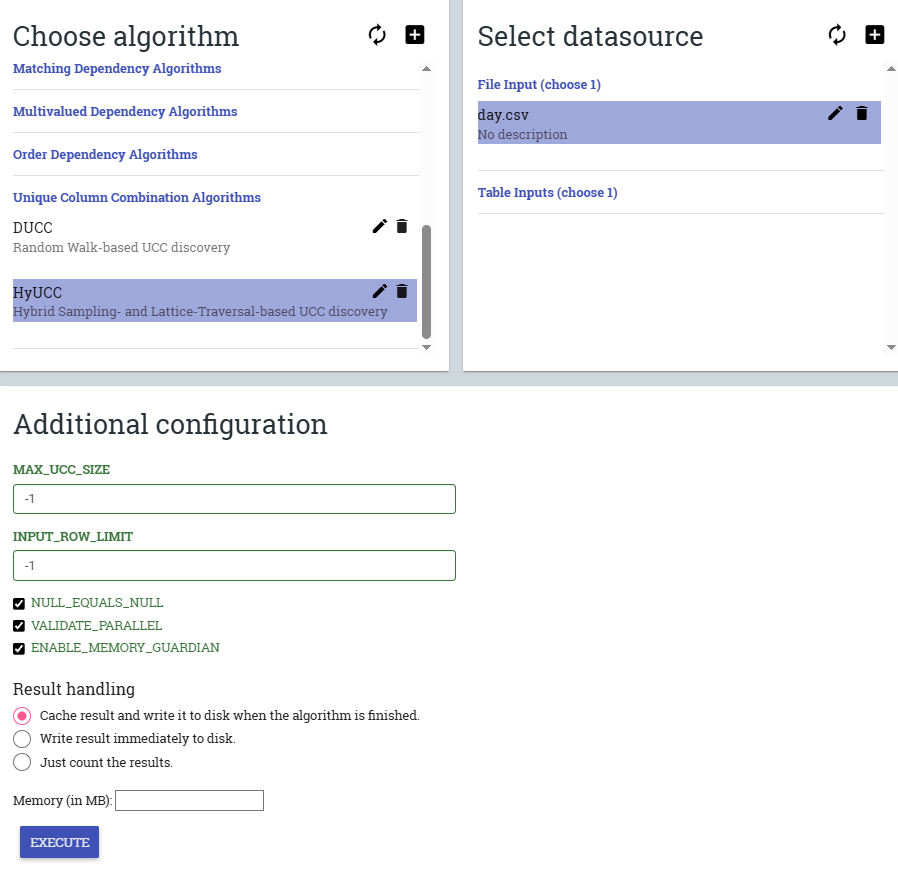 Choose algorithm
Matching Dependency Algorithms
Multivalued Dependency Algorithms
Order Dependency Algorithms
Unique Column Combination Algorithms
DUCC
Random Walk-based UCC discovery
HyUCC
Hybrid Sampling- and Lattice-Traversal-based UCC discovery
Select datasource
File Input (choose 1)
day.csv
No description
Table Inputs (choose 1)
Additional configuration
MAX_UCC_SIZE
-1
INPUT_ROW_LIMIT
-1
NULL_EQUALS_NULL
VALIDATE_PARALLEL
ENABLE_MEMORY_GUARDIAN
Result handling
Cache result and write it to disk when the algorithm is finished.
Write result immediately to disk.
Just count the results.
Memory (in MB):
EXECUTE